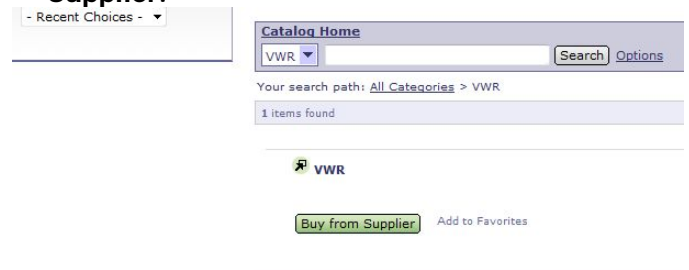 Supplier.
- Recent Choices -
Catalog Home
VWR
Search Options
Your search path: All Categories > VWR
1 items found
VWR
Buy from Supplier Add to Favorites